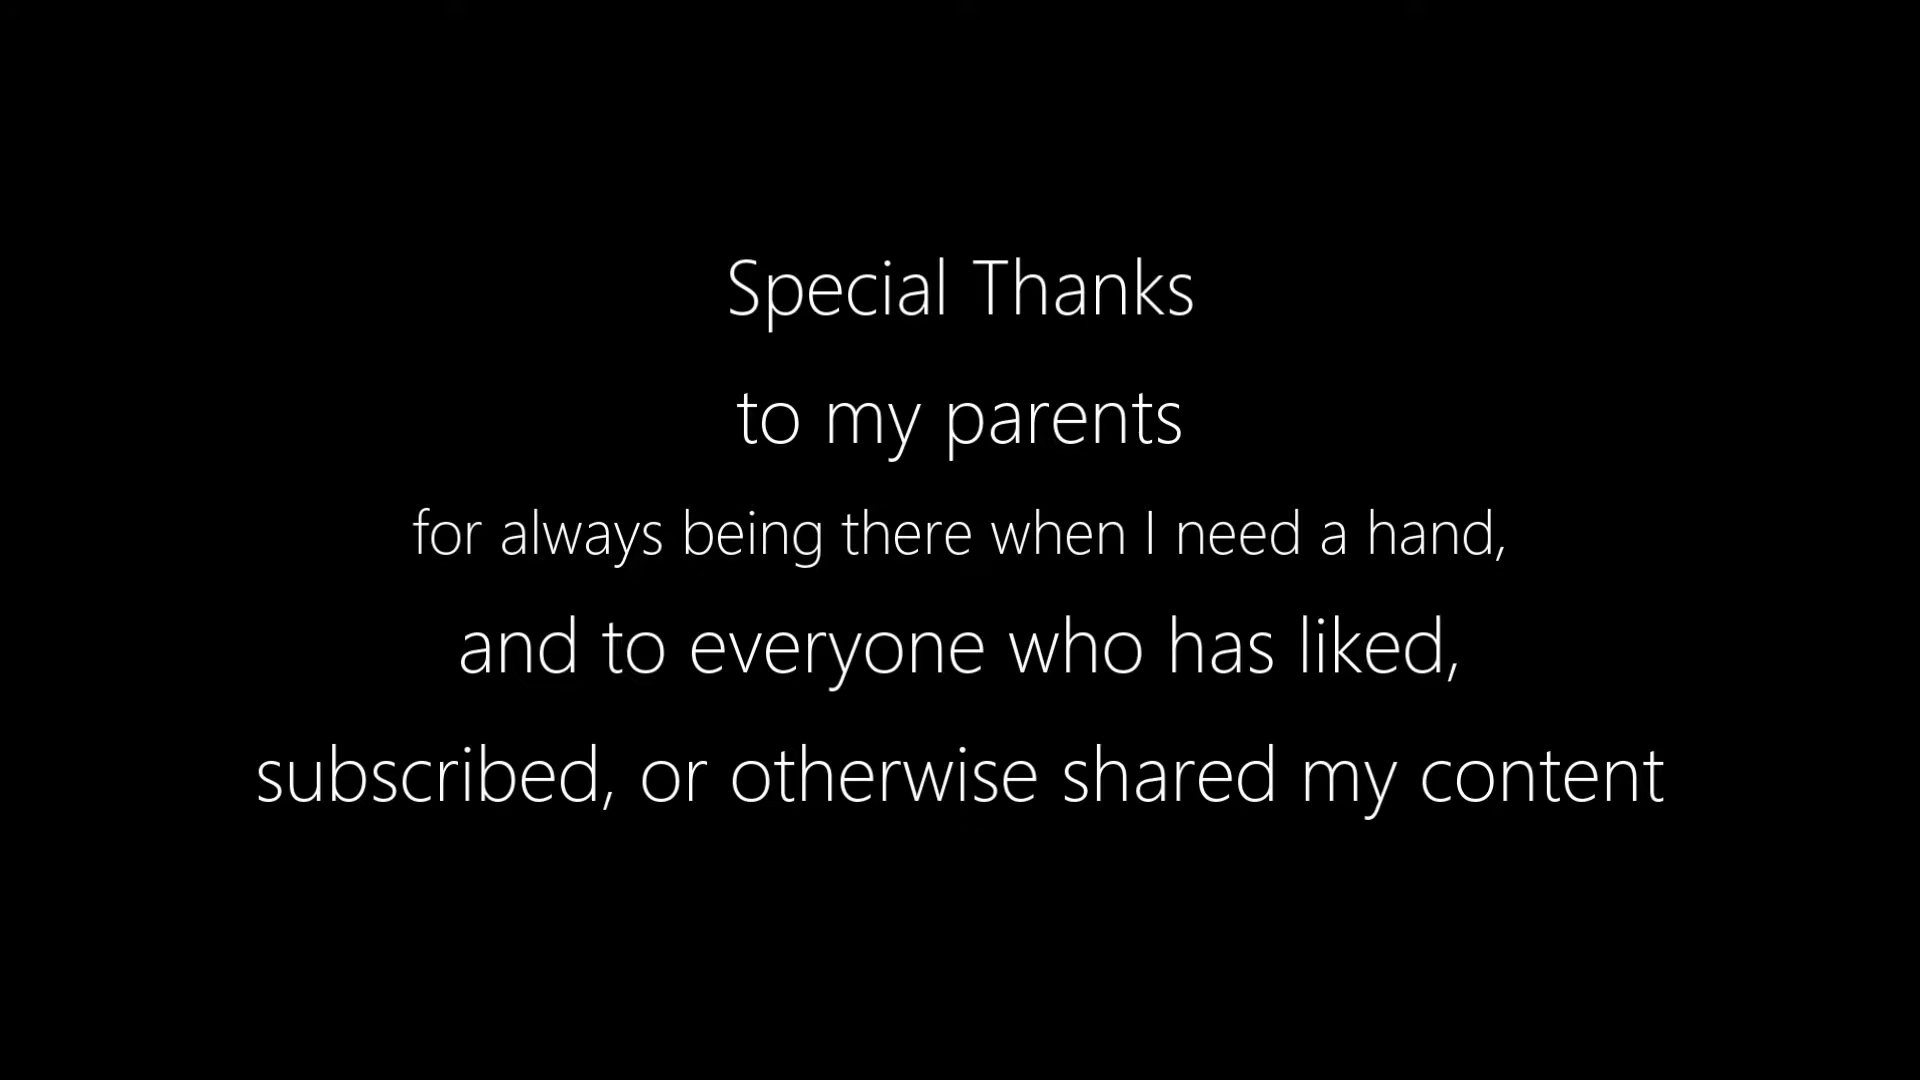 Special Thanks
to my parents
for always being there when I need a hand,
and to everyone who has liked,
subscribed, or otherwise shared my content